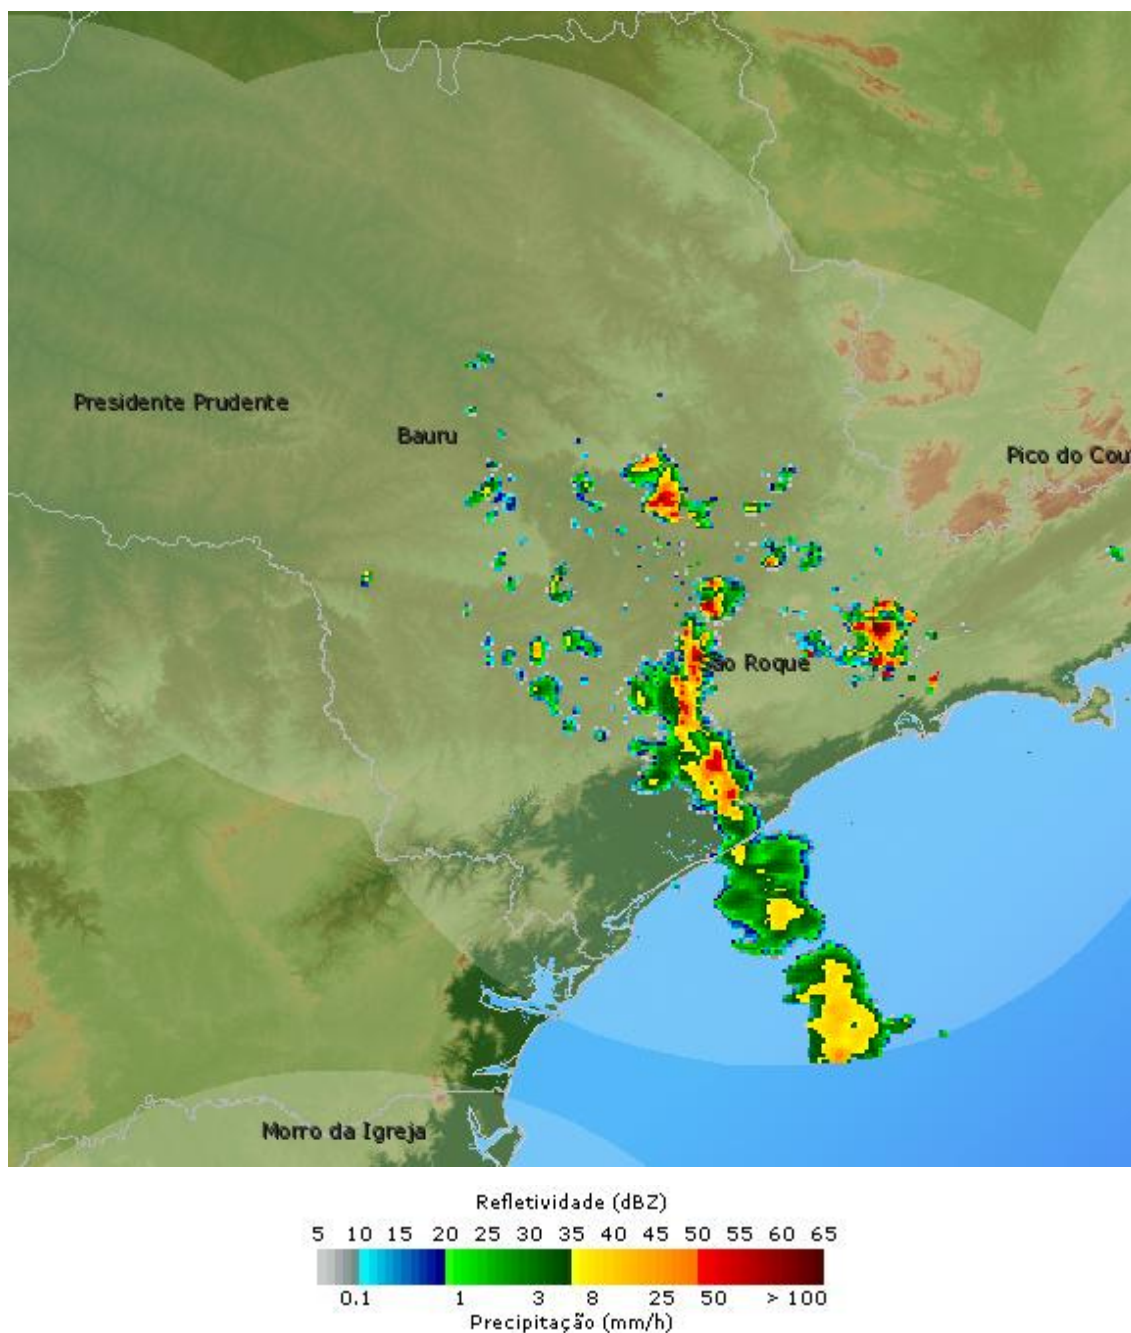 Presidente Prudente
Bauru
Pico do Cou
São Roque
Morro da Igreja
Refletividade (dBZ)
5 10 15 20 25 30 35 40 45 50 55 60 65
0.1 1 3 8 25 50 > 100
Precipitação (mm/h)